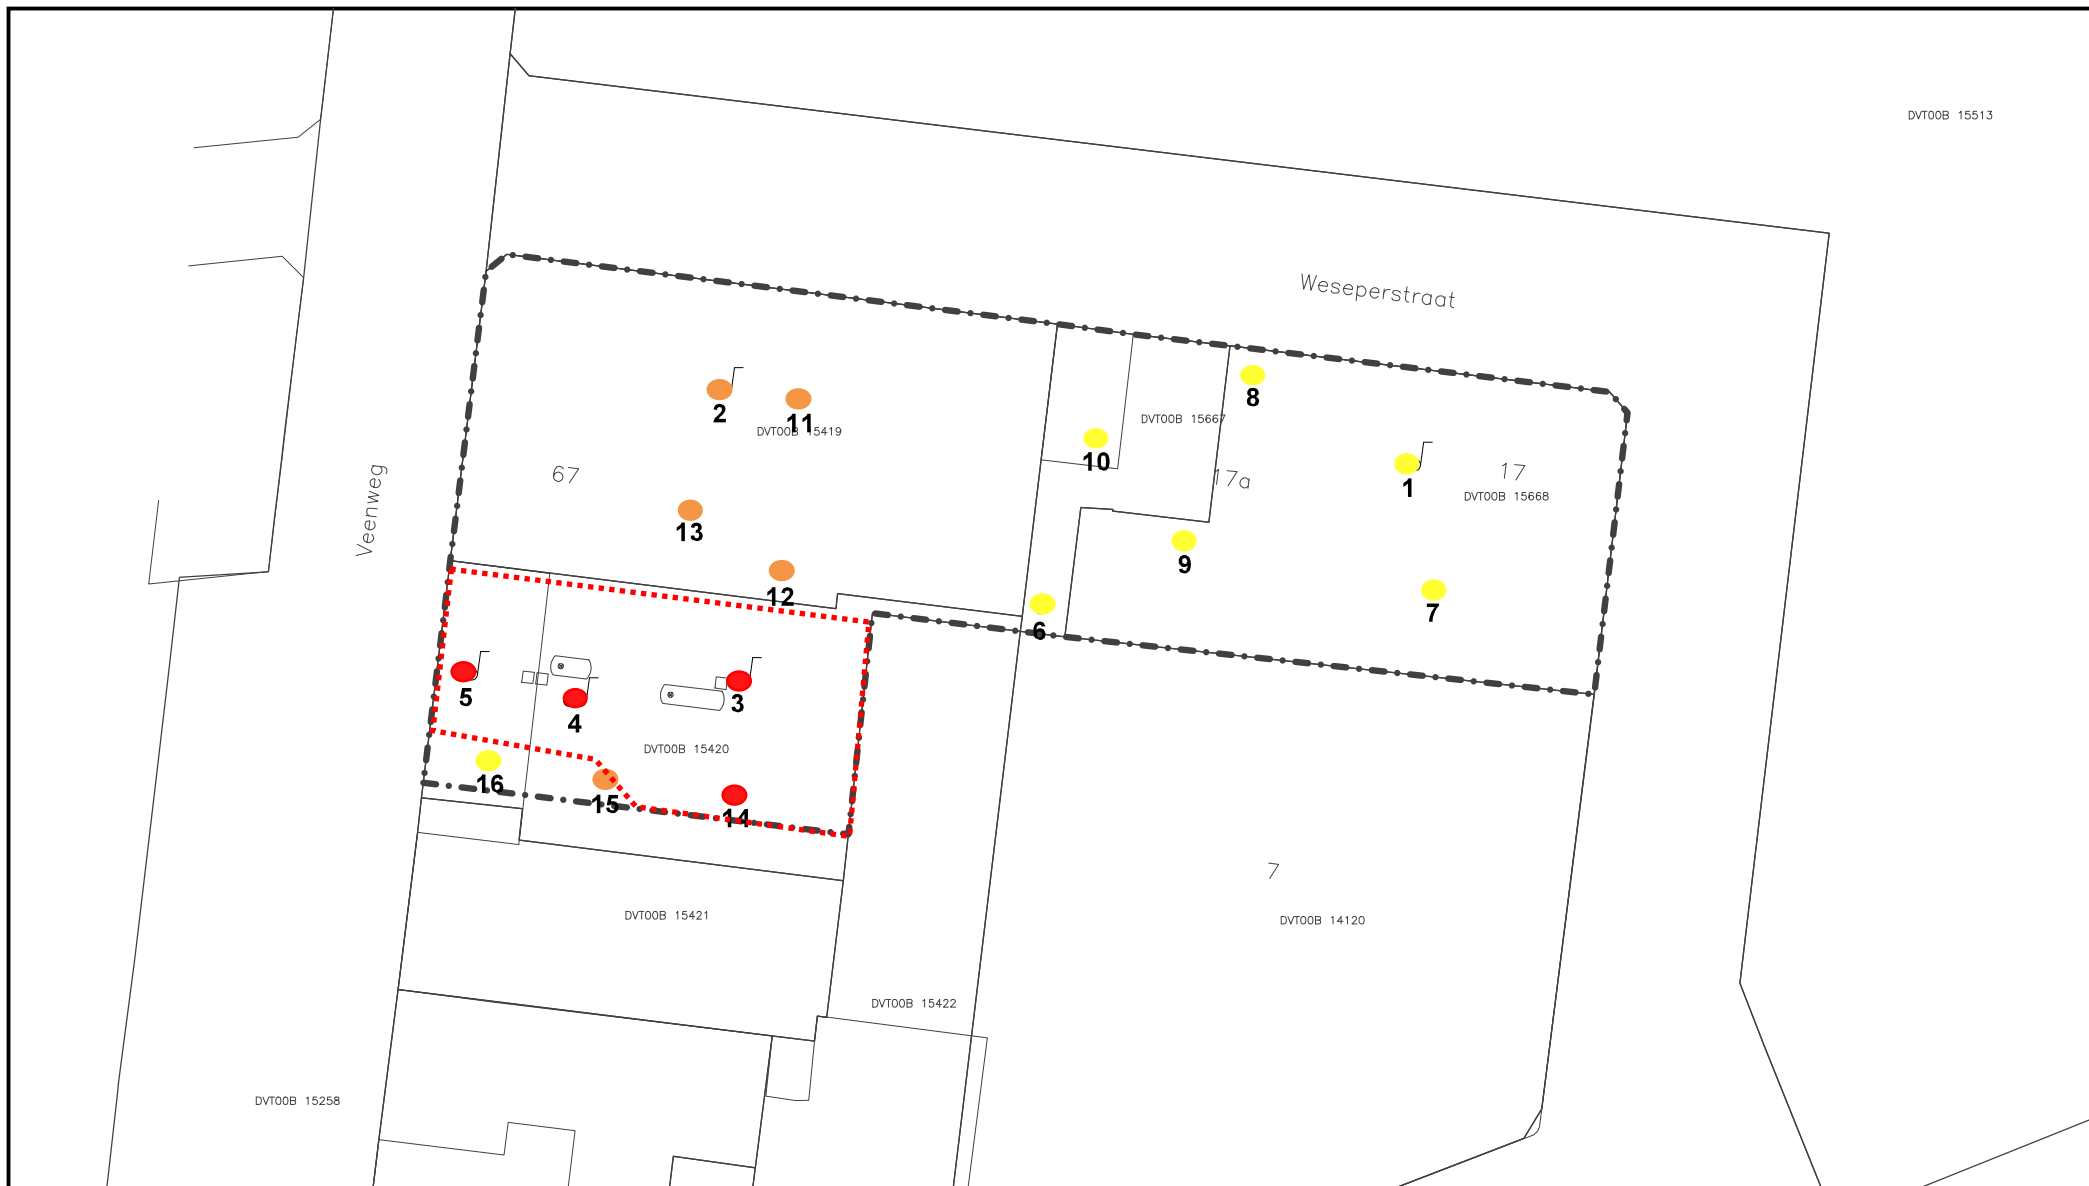 DVT00B 15513
Weseperstraat
8
2
11
DVT00B 15667
DVT00B 15419
10
67
17a
1
17
DVT00B 15668
Veenweg
13
9
12
7
6
5
3
4
DVT00B 15420
16
15
14
7
DVT00B 15421
DVT00B 14120
DVT00B 15422
DVT00B 15258